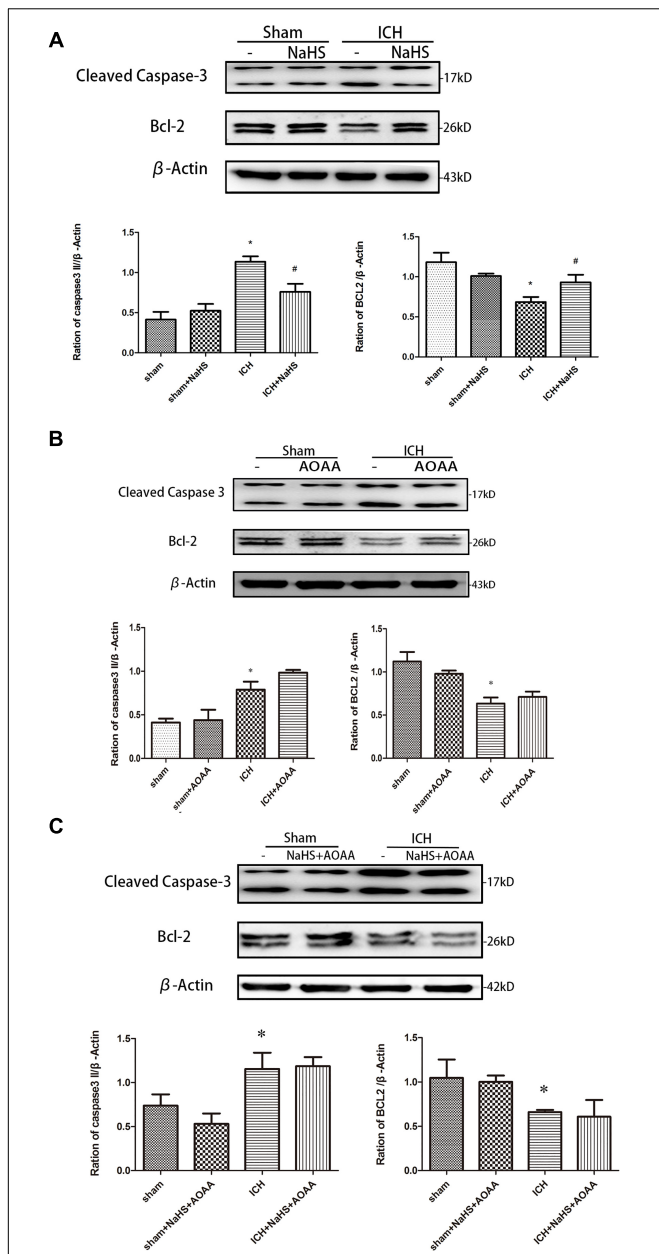 A
Sham ICH
- NaHS - NaHS
Cleaved Caspase-3 -17kD
Bcl-2 -26kD
β-Actin -43kD
Ration of caspase3 II/β-Actin
1.5
1.0
0.5
0.0
* #
sham sham+NaHS ICH ICH+NaHS
Ration of BCL2 /β-Actin
1.5
1.0
0.5
0.0
* #
sham sham+NaHS ICH ICH+NaHS
B
Sham ICH
- AOAA - AOAA
Cleaved Caspase 3 -17kD
Bcl-2 -26kD
β-Actin -43kD
Ration of caspase3 II/β-Actin
1.5
1.0
0.5
0.0
*
sham sham+AOAA ICH ICH+AOAA
Ration of BCL2 /β-Actin
1.5
1.0
0.5
0.0
*
sham sham+AOAA ICH ICH+AOAA
C
Sham ICH
- NaHS+AOAA - NaHS+AOAA
Cleaved Caspase-3 -17kD
Bcl-2 -26kD
β-Actin -42kD
Ration of caspase3 II/β-Actin
1.5
1.0
0.5
0.0
*
sham sham+NaHS+AOAA ICH ICH+NaHS+AOAA
Ration of BCL2 /β-Actin
1.5
1.0
0.5
0.0
*
sham sham+NaHS+AOAA ICH ICH+NaHS+AOAA